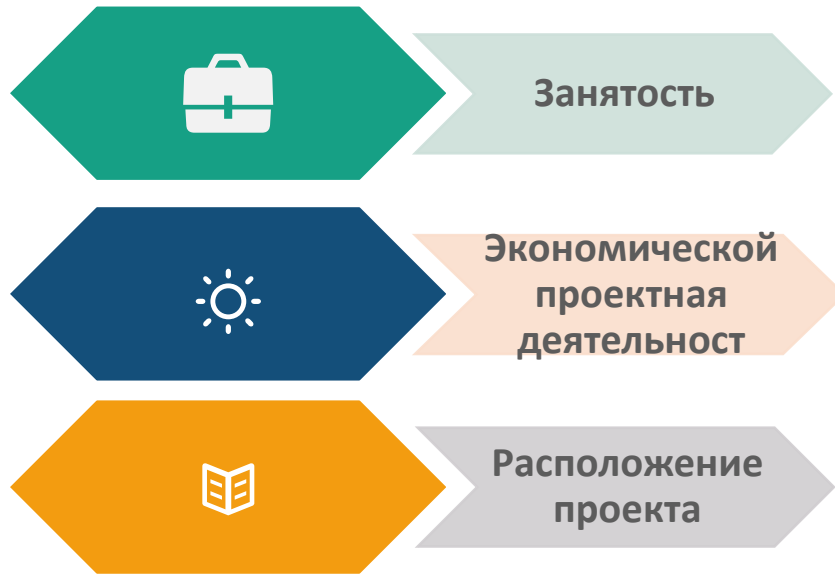 Занятость
Экономической
проектная
деятельност
Расположение
проекта